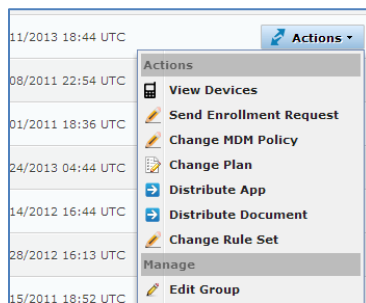 11/2013 18:44 UTC
Actions
Actions
08/2011 22:54 UTC
View Devices
Send Enrollment Request
01/2011 18:36 UTC
Change MDM Policy
24/2013 04:44 UTC
Change Plan
Distribute App
14/2012 16:44 UTC
Distribute Document
Change Rule Set
28/2012 16:13 UTC
Manage
Edit Group
15/2011 18:52 UTC